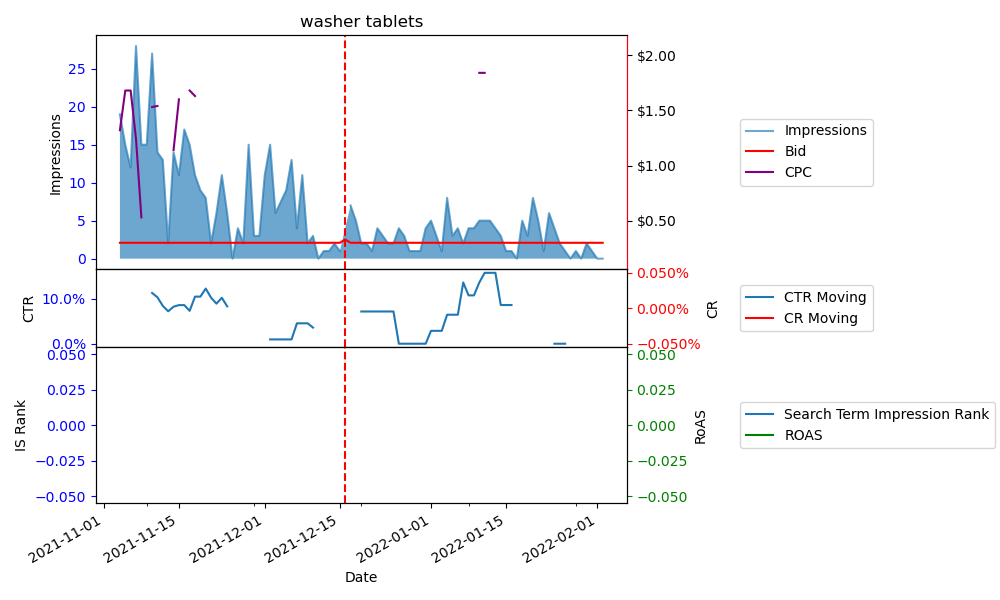 washer tablets
25
20
15
10
5
0
Impressions
$2.00
$1.50
$1.00
$0.50
Impressions
Bid
CPC
10.0%
0.0%
CTR
0.050%
0.000%
−0.050%
CR
CTR Moving
CR Moving
0.050
0.025
0.000
−0.025
−0.050
IS Rank
0.050
0.025
0.000
−0.025
−0.050
RoAS
Search Term Impression Rank
ROAS
2021-11-01
2021-11-15
2021-12-01
2021-12-15
2022-01-01
2022-01-15
2022-02-01
Date